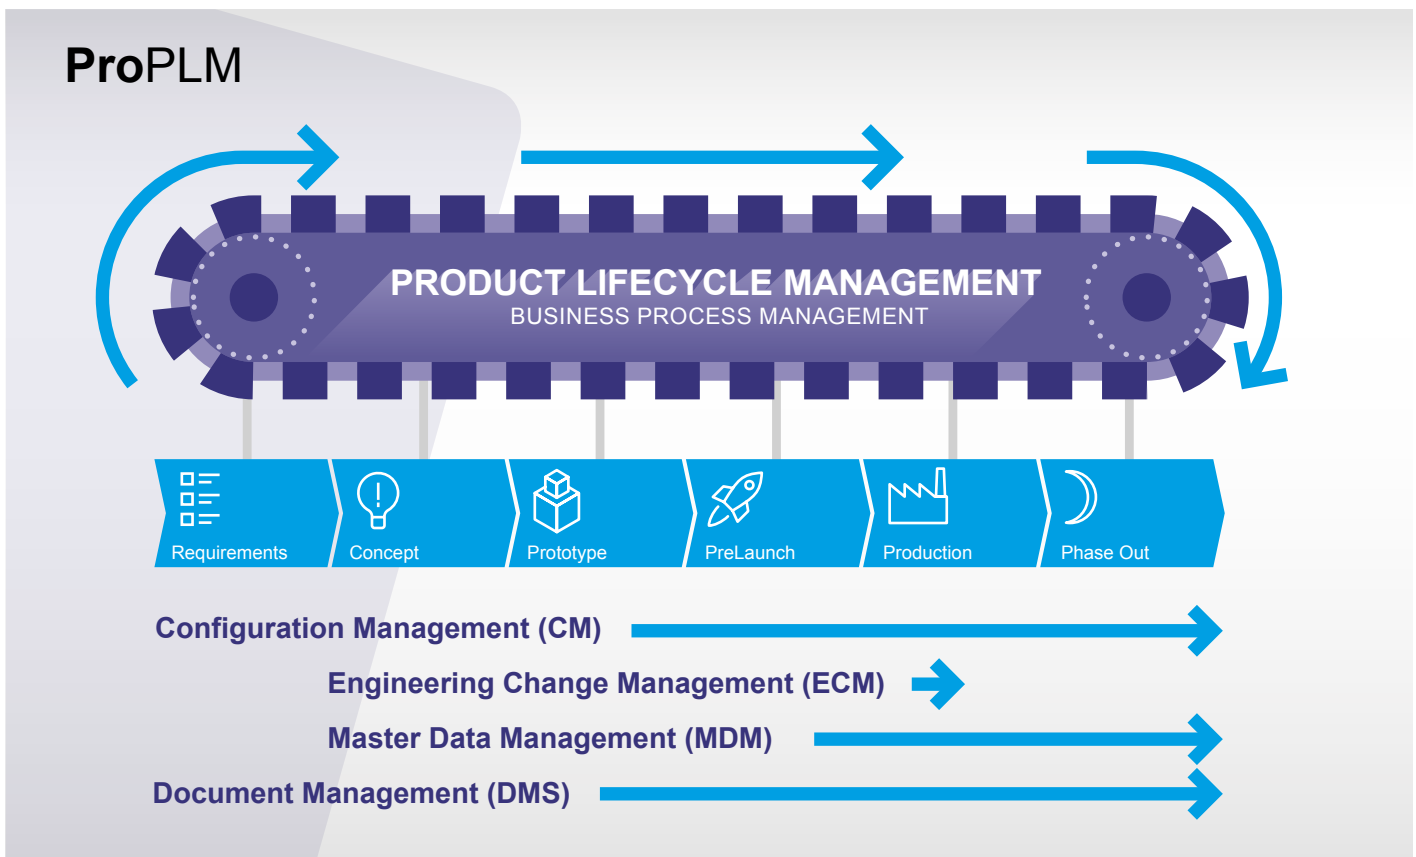 ProPLM
PRODUCT LIFECYCLE MANAGEMENT
BUSINESS PROCESS MANAGEMENT
Requirements
Concept
Prototype
PreLaunch
Production
Phase Out
Configuration Management (CM)
Engineering Change Management (ECM)
Master Data Management (MDM)
Document Management (DMS)